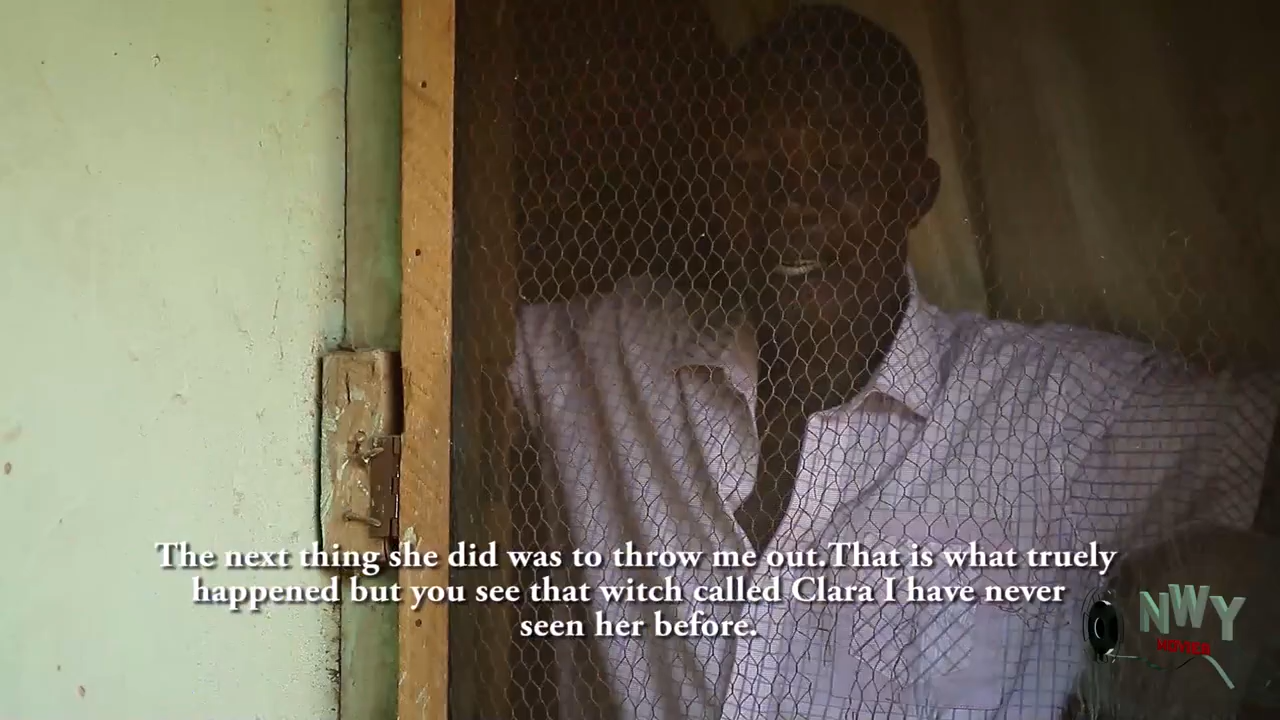 The next thing she did was to throw me out.That is what truely
happened but you see that witch called Clara I have never
seen her before.
NWY
MOVIES